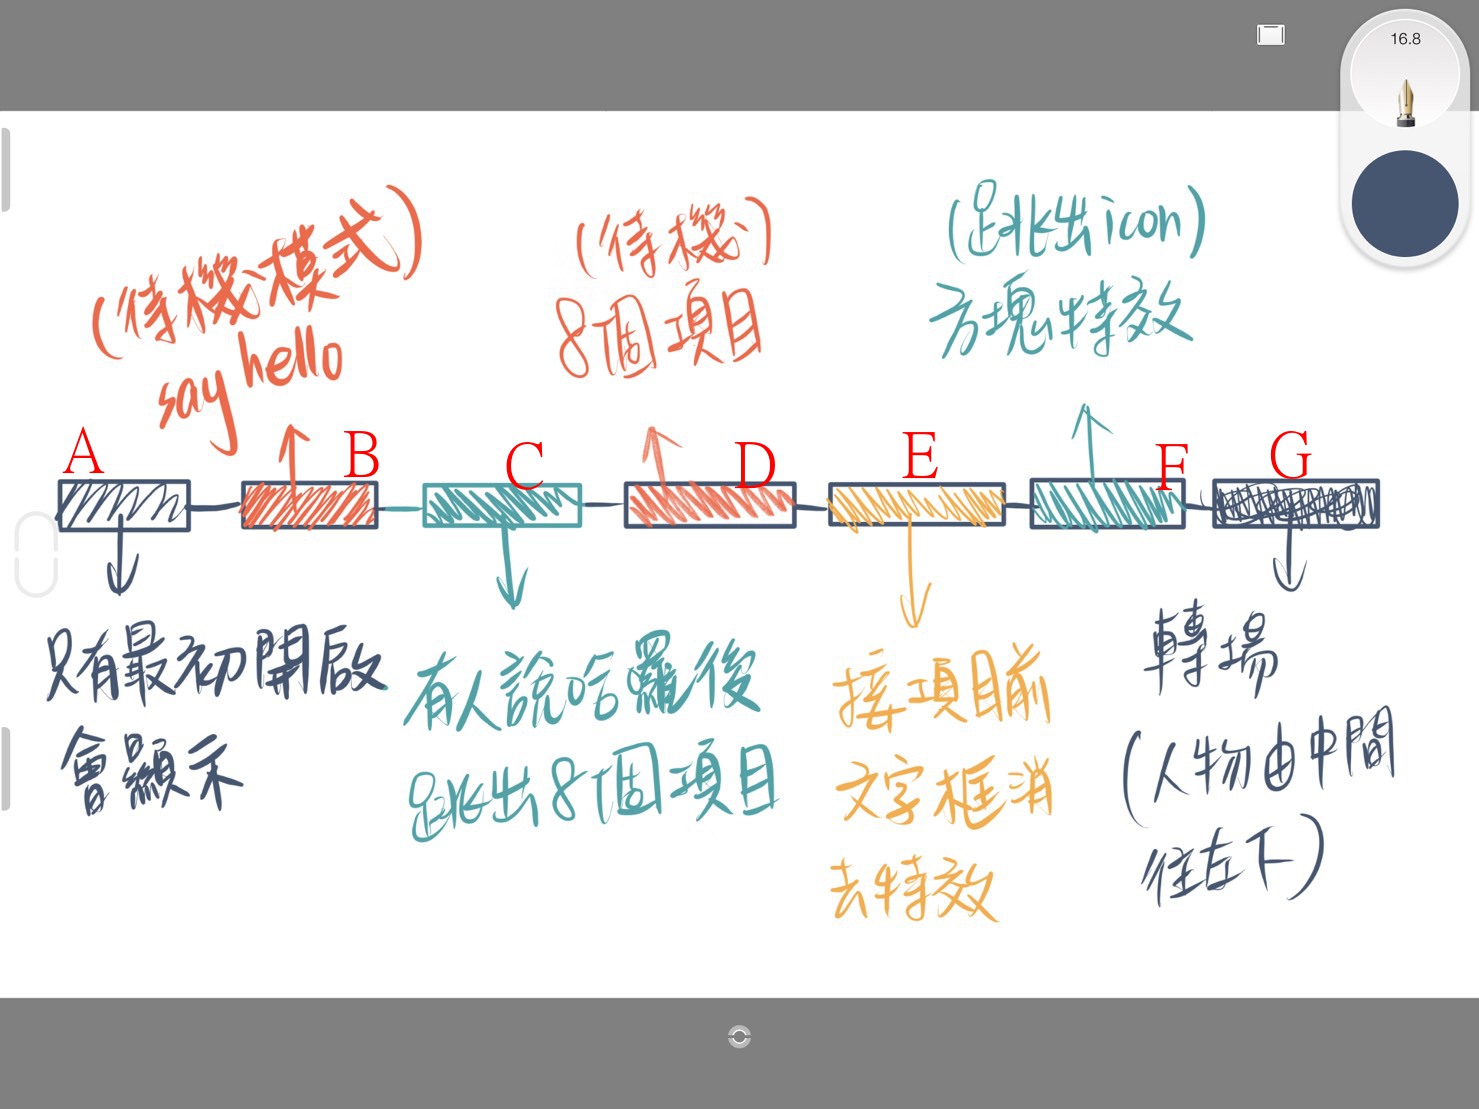 16.8
(待機模式)
say hello
(待機)
8個項目
(跳出icon)
方塊特效
A
B
C
D
E
F
G
只有最初開啟
會顯示
有人說哈羅後
跳出8個項目
接項目前
文字框消
去特效
轉場
(人物由中間
往左下)